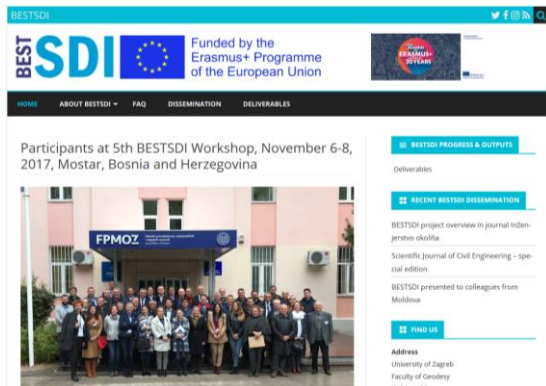 BESTSDI
BEST SDI
Funded by the
Erasmus+ Programme
of the European Union
ERASMUS+
30 YEARS
HOME
ABOUT BESTSDI
FAQ
DISSEMINATION
DELIVERABLES
Participants at 5th BESTSDI Workshop, November 6-8,
2017, Mostar, Bosnia and Herzegovina
FPMOZ
BESTSDI PROGRESS & OUTPUTS
Deliverables
RECENT BESTSDI DISSEMINATION
BESTSDI project overview in journal Inžen-
jerstvo okoliša
Scientific Journal of Civil Engineering – spe-
cial edition
BESTSDI presented to colleagues from
Moldova
FIND US
Address
University of Zagreb
Faculty of Geodesy